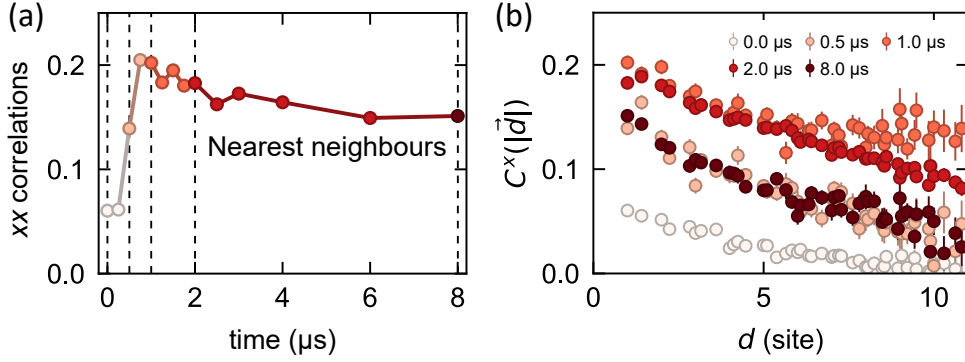 (a)
xx correlations
0.2
0.1
0.0
Nearest neighbours
0 2 4 6 8
time (μs)
(b)
C^x(|d⃗|)
0.2
0.1
0.0
0.0 μs 0.5 μs 1.0 μs
2.0 μs 8.0 μs
0 5 10
d (site)